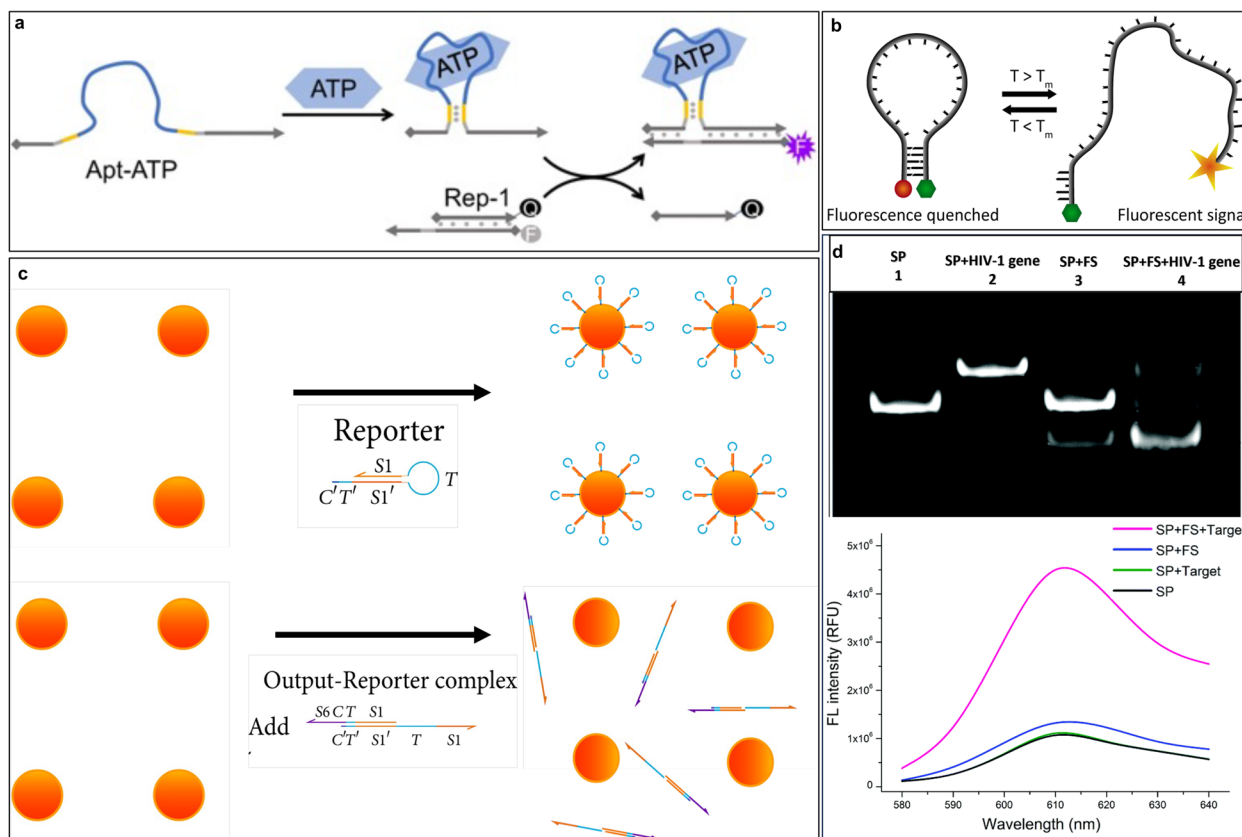 a
ATP
Apt-ATP
ATP
ATP
Rep-1
Q
F
F
Q
b
T > Tm
T < Tm
Fluorescence quenched
Fluorescent signa
c
Reporter
S1
T
C'T' S1'
Output-Reporter complex
Add
S6 C T S1
C'T' S1' T S1
d
SP SP+HIV-1 gene SP+FS SP+FS+HIV-1 gene
1 2 3 4
SP+FS+Targe
SP+FS
SP+Target
SP
5x10⁶
4x10⁶
3x10⁶
2x10⁶
1x10⁶
0
FL intensity (RFU)
580 590 600 610 620 630 640
Wavelength (nm)